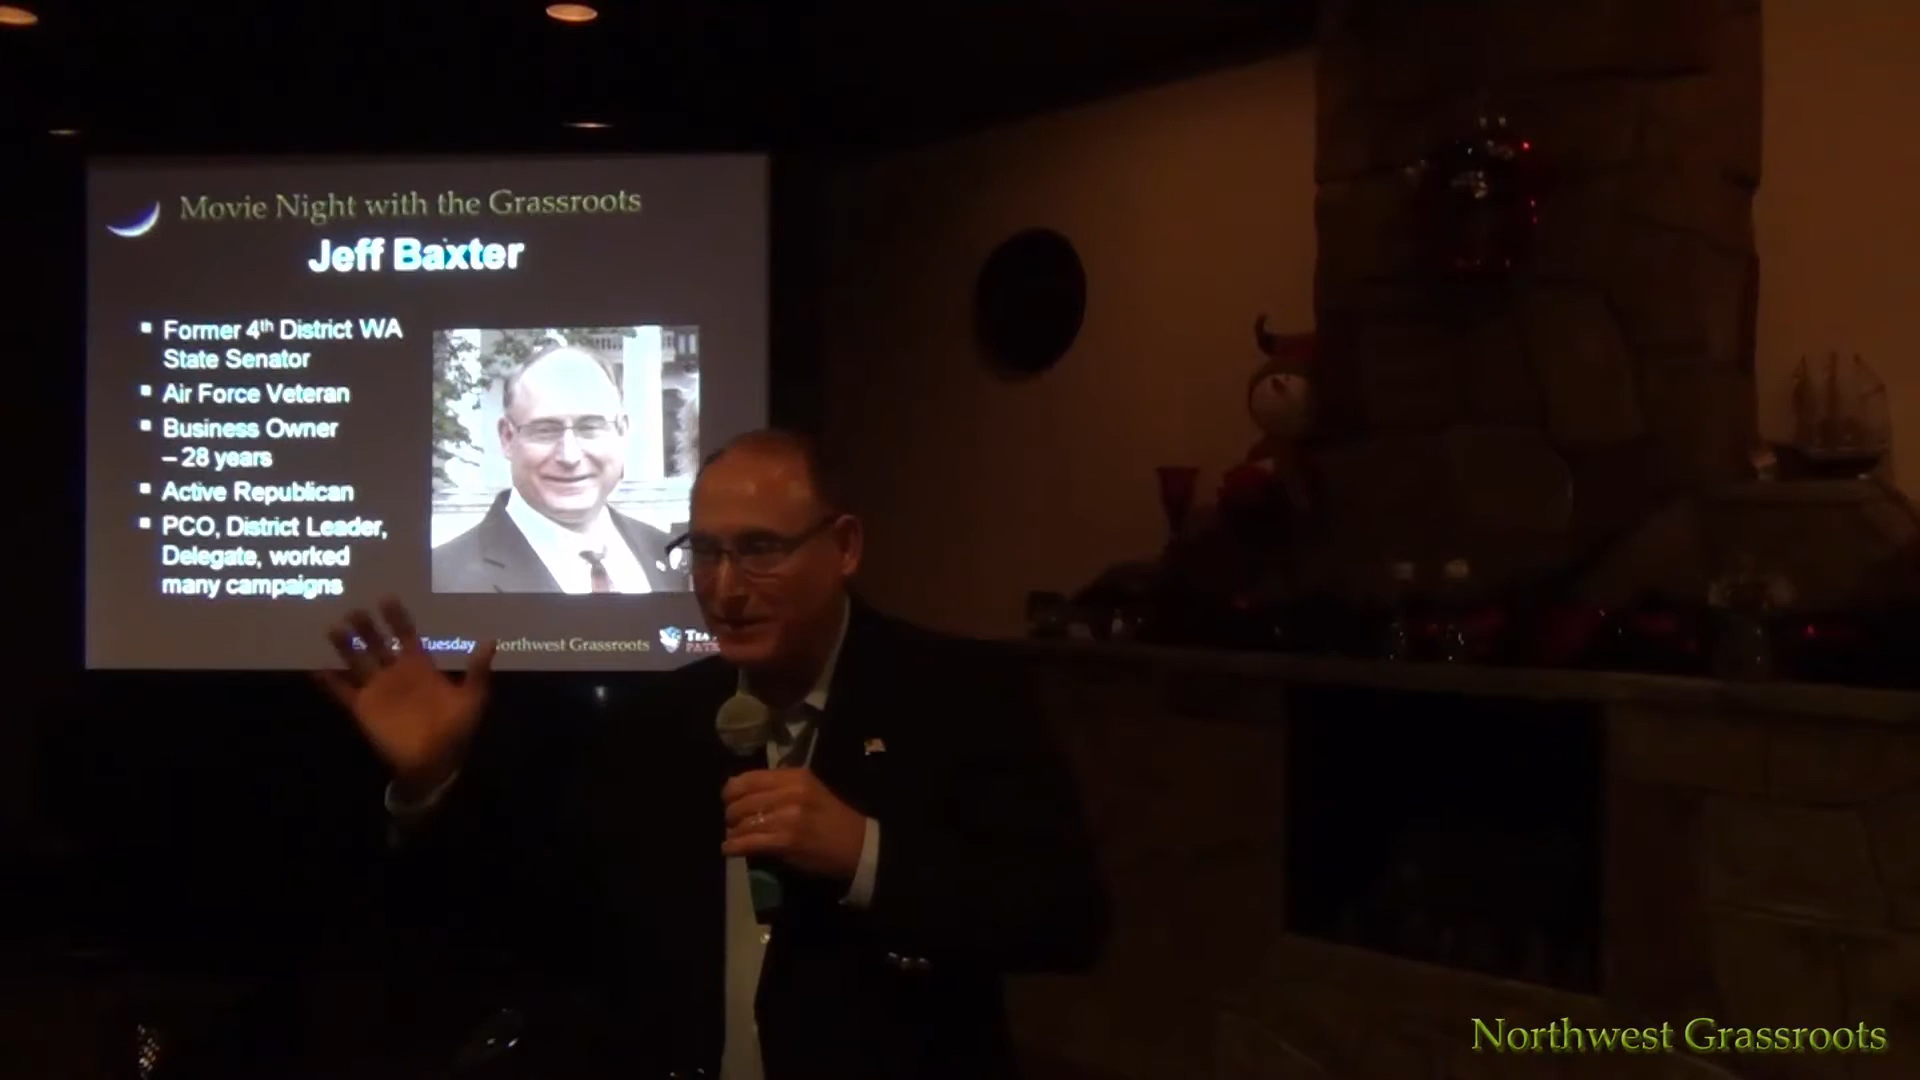 Movie Night with the Grassroots
Jeff Baxter
▪ Former 4th District WA
State Senator
▪ Air Force Veteran
▪ Business Owner
– 28 years
▪ Active Republican
▪ PCO, District Leader,
Delegate, worked
many campaigns
Tuesday
Northwest Grassroots
Northwest Grassroots